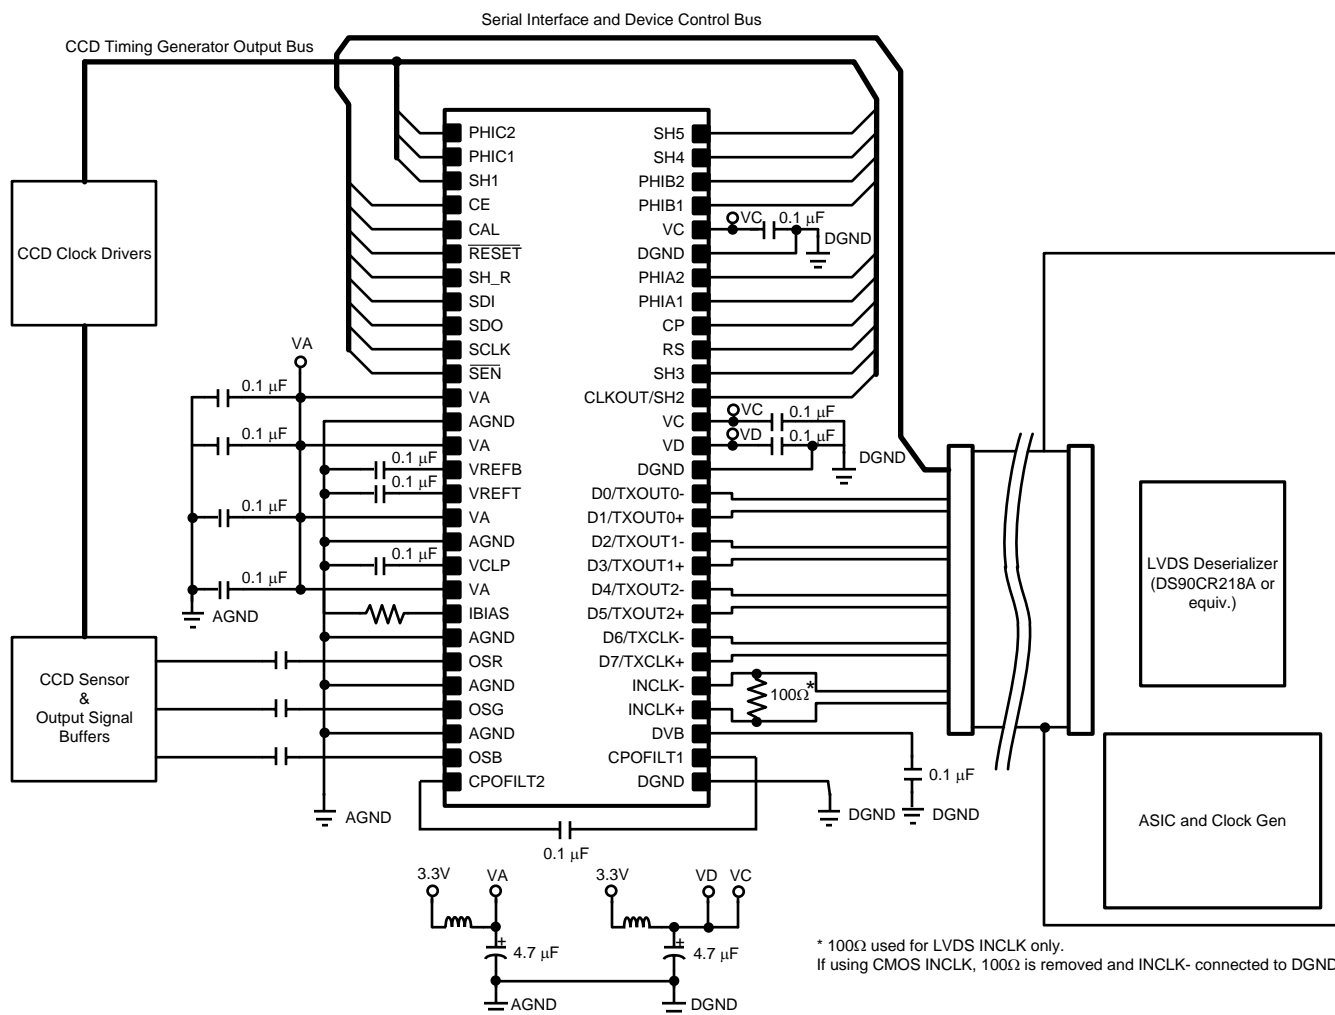 Serial Interface and Device Control Bus
CCD Timing Generator Output Bus
CCD Clock Drivers
CCD Sensor
&
Output Signal
Buffers
VA
0.1 μF
0.1 μF
0.1 μF
0.1 μF
AGND
0.1 μF
0.1 μF
0.1 μF
AGND
PHIC2
PHIC1
SH1
CE
CAL
RESET
SH_R
SDI
SDO
SCLK
SEN
VA
AGND
VA
VREFB
VREFT
VA
AGND
VCLP
VA
IBIAS
AGND
OSR
AGND
OSG
AGND
OSB
CPOFILT2
SH5
SH4
PHIB2
PHIB1
VC
DGND
PHIA2
PHIA1
CP
RS
SH3
CLKOUT/SH2
VC
VD
DGND
D0/TXOUT0-
D1/TXOUT0+
D2/TXOUT1-
D3/TXOUT1+
D4/TXOUT2-
D5/TXOUT2+
D6/TXCLK-
D7/TXCLK+
INCLK-
INCLK+
DVB
CPOFILT1
DGND
VC 0.1 μF
DGND
VC 0.1 μF
VD 0.1 μF
DGND
100Ω*
0.1 μF
DGND
DGND
0.1 μF
LVDS Deserializer
(DS90CR218A or
equiv.)
ASIC and Clock Gen
3.3V VA
+
4.7 μF
AGND
3.3V VD VC
+
4.7 μF
DGND
* 100Ω used for LVDS INCLK only.
If using CMOS INCLK, 100Ω is removed and INCLK- connected to DGND